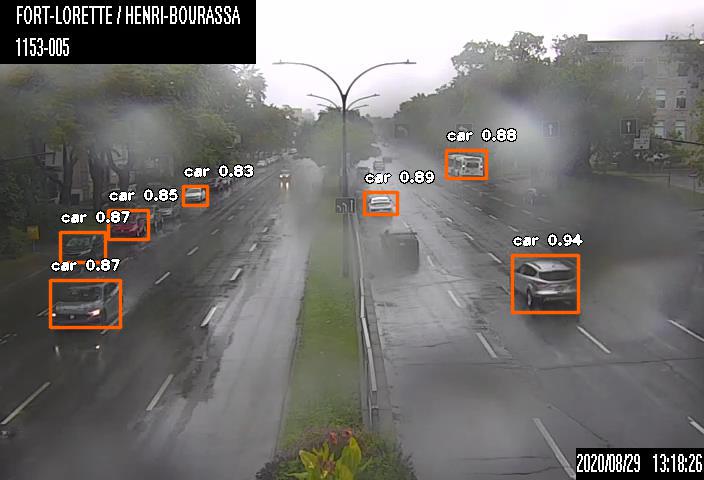 FORT-LORETTE / HENRI-BOURASSA
1153-005
car 0.88
car 0.83
car 0.89
car 0.85
car 0.87
car 0.94
car 0.87
2020/08/29 13:18:26